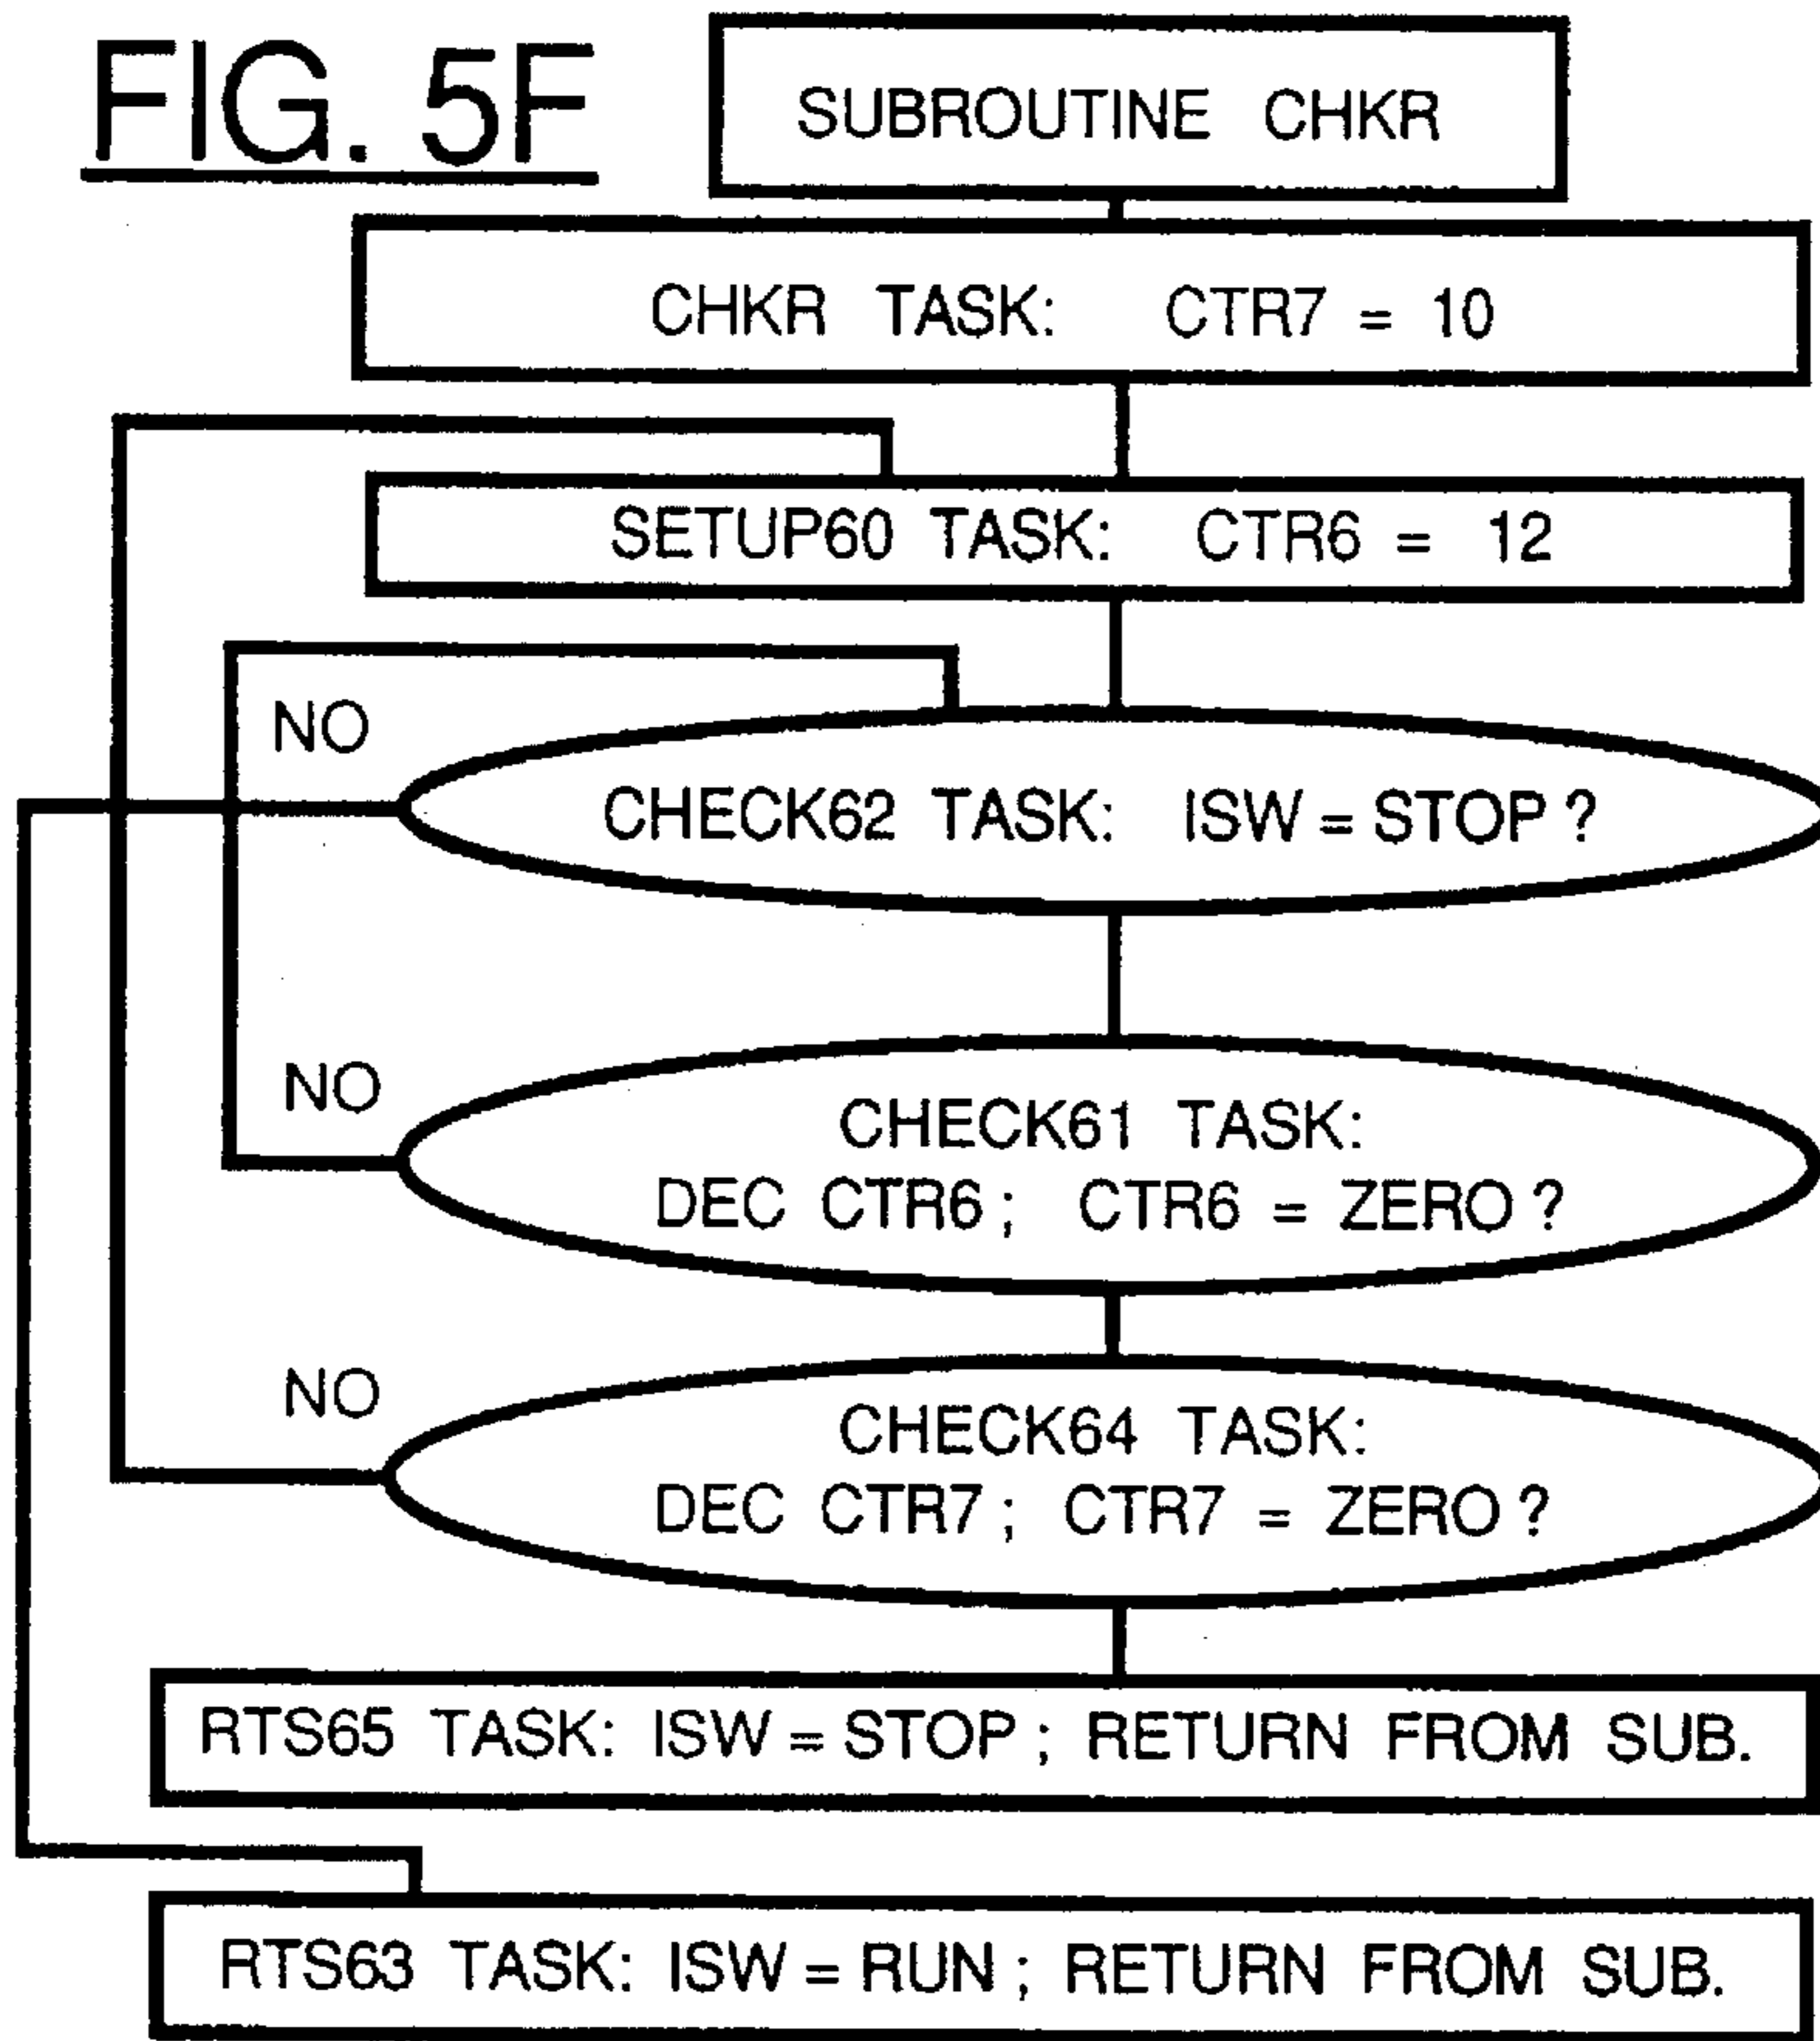 FIG. 5F
SUBROUTINE CHKR
CHKR TASK: CTR7 = 10
SETUP60 TASK: CTR6 = 12
NO
CHECK62 TASK: ISW = STOP ?
NO
CHECK61 TASK:
DEC CTR6 ; CTR6 = ZERO ?
NO
CHECK64 TASK:
DEC CTR7 ; CTR7 = ZERO ?
RTS65 TASK: ISW = STOP ; RETURN FROM SUB.
RTS63 TASK: ISW = RUN ; RETURN FROM SUB.